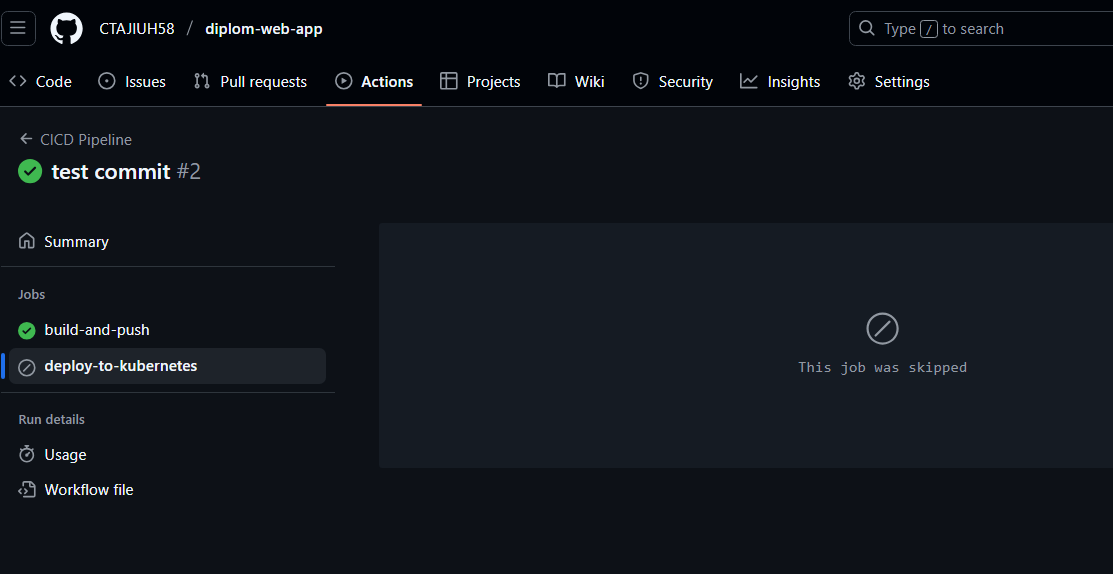 CTAJIUH58 / diplom-web-app
Type / to search
Code Issues Pull requests Actions Projects Wiki Security Insights Settings
CICD Pipeline
test commit #2
Summary
Jobs
build-and-push
deploy-to-kubernetes
This job was skipped
Run details
Usage
Workflow file